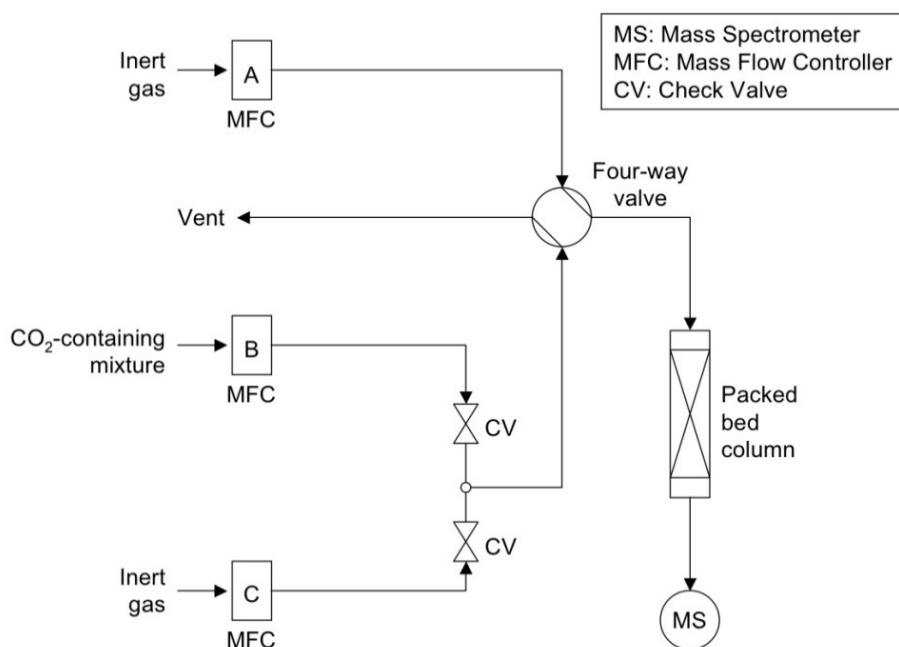 MS: Mass Spectrometer
MFC: Mass Flow Controller
CV: Check Valve
Inert
gas
A
MFC
Four-way
valve
Vent
CO₂-containing
mixture
B
MFC
CV
Packed
bed
column
CV
Inert
gas
C
MFC
MS